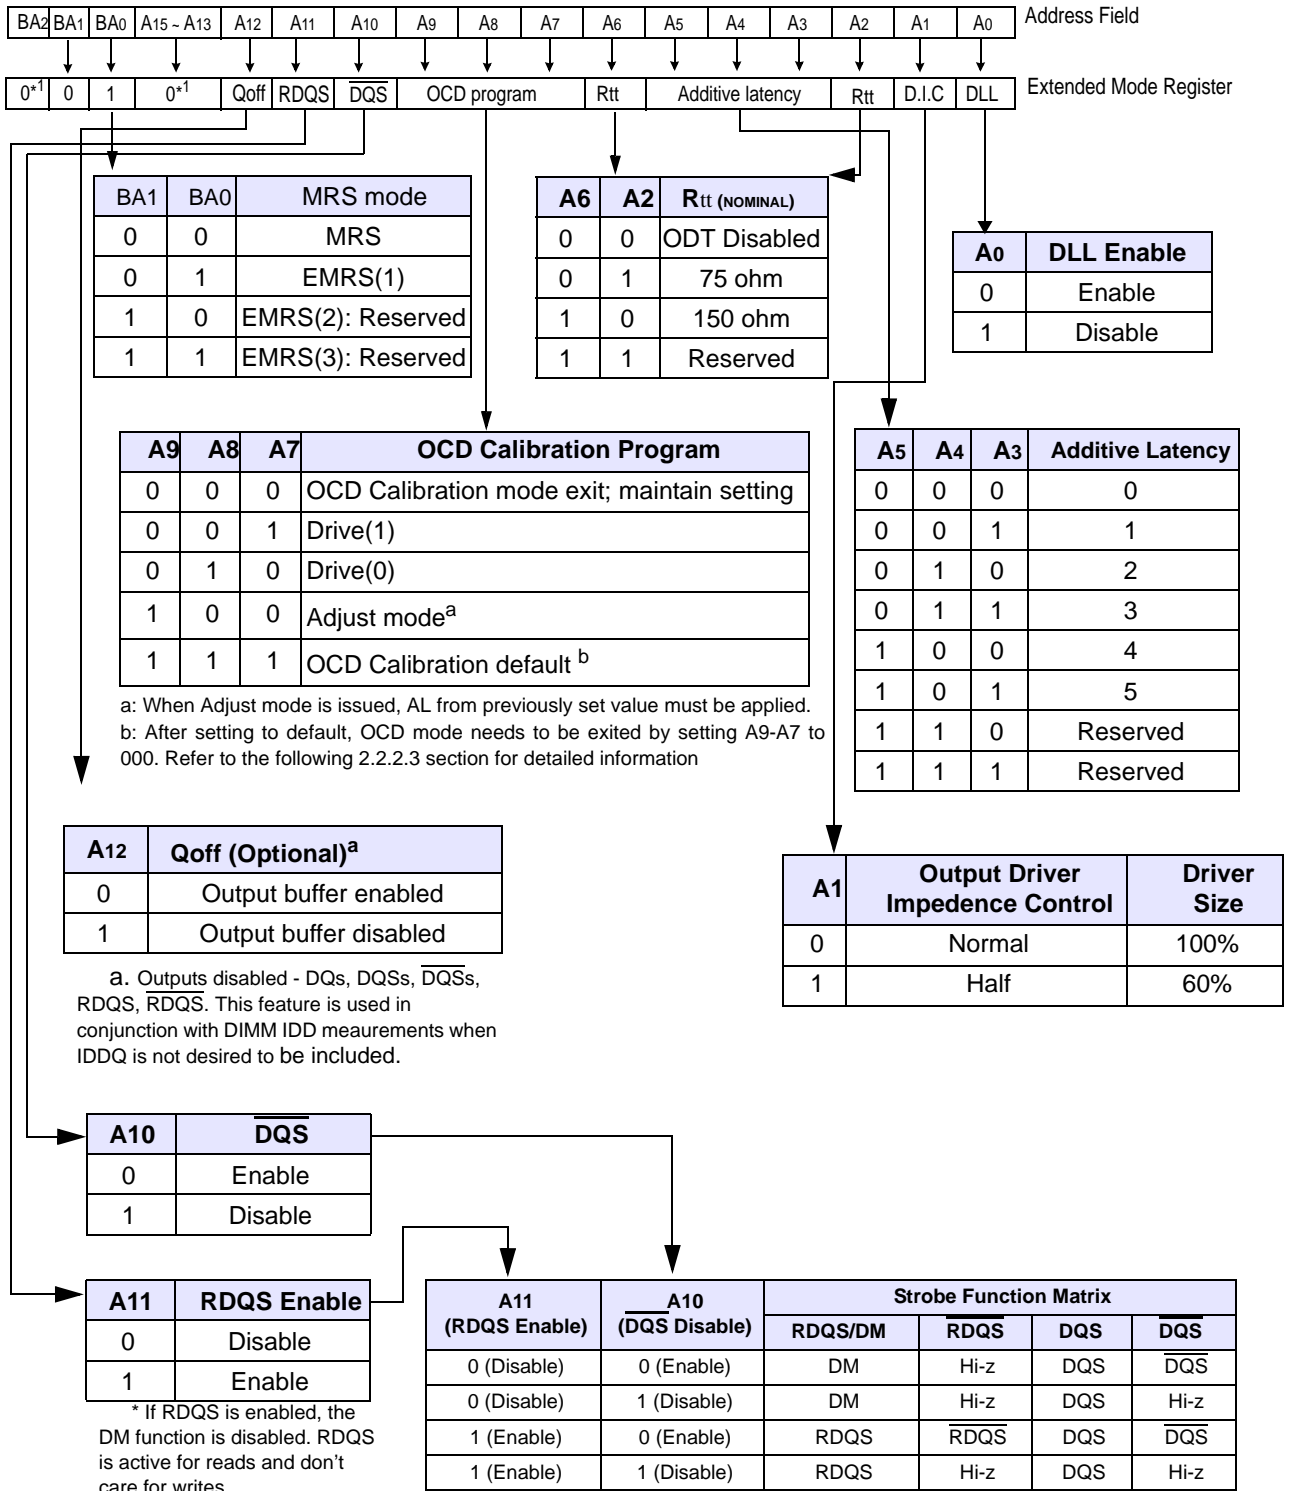 BA2 BA1 BA0 A15 ~ A13 A12 A11 A10 A9 A8 A7 A6 A5 A4 A3 A2 A1 A0 Address Field
0*1 0 1 0*1 Qoff RDQS D̅Q̅S̅ OCD program Rtt Additive latency Rtt D.I.C DLL Extended Mode Register
BA1 BA0 MRS mode
0 0 MRS
0 1 EMRS(1)
1 0 EMRS(2): Reserved
1 1 EMRS(3): Reserved
A6 A2 Rtt (NOMINAL)
0 0 ODT Disabled
0 1 75 ohm
1 0 150 ohm
1 1 Reserved
A0 DLL Enable
0 Enable
1 Disable
A9 A8 A7 OCD Calibration Program
0 0 0 OCD Calibration mode exit; maintain setting
0 0 1 Drive(1)
0 1 0 Drive(0)
1 0 0 Adjust modea
1 1 1 OCD Calibration default b
a: When Adjust mode is issued, AL from previously set value must be applied.
b: After setting to default, OCD mode needs to be exited by setting A9-A7 to
000. Refer to the following 2.2.2.3 section for detailed information
A5 A4 A3 Additive Latency
0 0 0 0
0 0 1 1
0 1 0 2
0 1 1 3
1 0 0 4
1 0 1 5
1 1 0 Reserved
1 1 1 Reserved
A12 Qoff (Optional)a
0 Output buffer enabled
1 Output buffer disabled
a. Outputs disabled - DQs, DQSs, D̅Q̅S̅s,
RDQS, R̅D̅Q̅S̅. This feature is used in
conjunction with DIMM IDD meaurements when
IDDQ is not desired to be included.
A1 Output Driver Impedence Control Driver Size
0 Normal 100%
1 Half 60%
A10 D̅Q̅S̅
0 Enable
1 Disable
A11 RDQS Enable
0 Disable
1 Enable
* If RDQS is enabled, the
DM function is disabled. RDQS
is active for reads and don't
care for writes
A11 (RDQS Enable) A10 (D̅Q̅S̅ Disable) Strobe Function Matrix
RDQS/DM R̅D̅Q̅S̅ DQS D̅Q̅S̅
0 (Disable) 0 (Enable) DM Hi-z DQS D̅Q̅S̅
0 (Disable) 1 (Disable) DM Hi-z DQS Hi-z
1 (Enable) 0 (Enable) RDQS R̅D̅Q̅S̅ DQS D̅Q̅S̅
1 (Enable) 1 (Disable) RDQS Hi-z DQS Hi-z